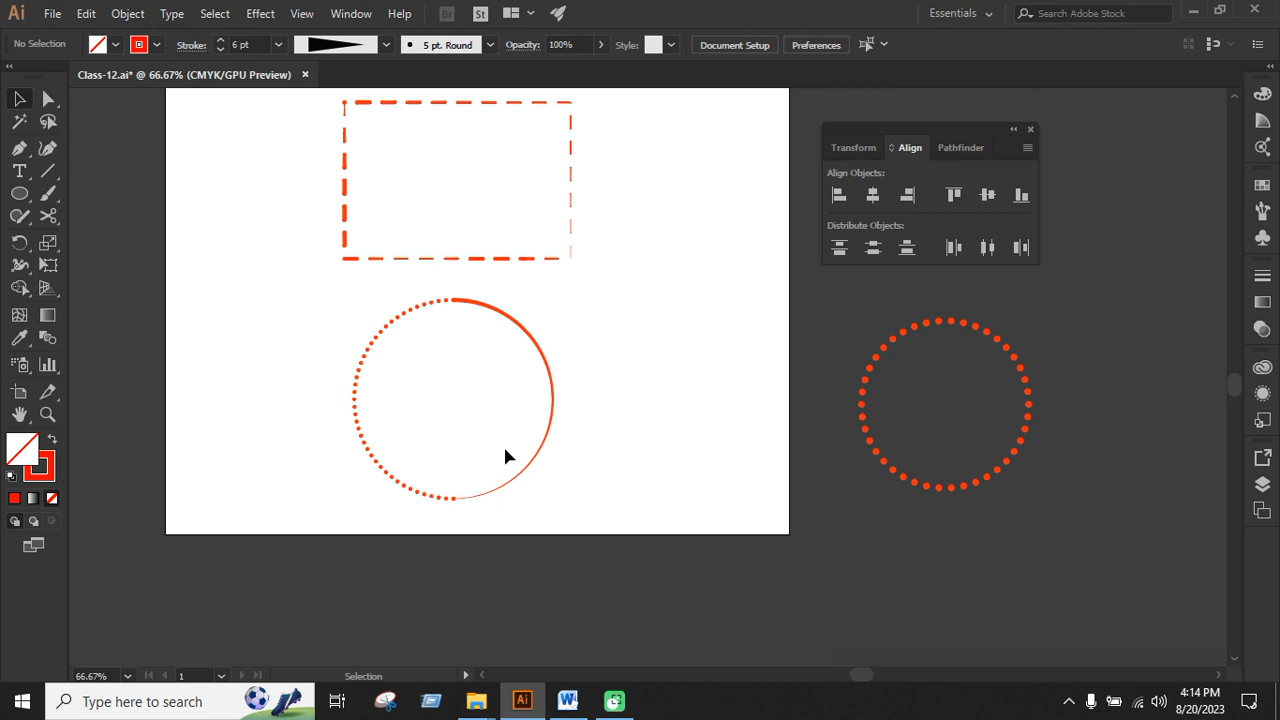 Ai File Edit Object Type Select Effect View Window Help Br St Essentials Search Adobe Stock
No Selection Stroke: 6 pt 5 pt. Round Opacity: 100% Style: Document Setup Preferences
Class-12.ai* @ 66.67% (CMYK/GPU Preview)
Transform Align Pathfinder
Align Objects:
Distribute Objects:
66.67% 1 Selection
Type here to search Ai 4:14 PM
8/20/2023